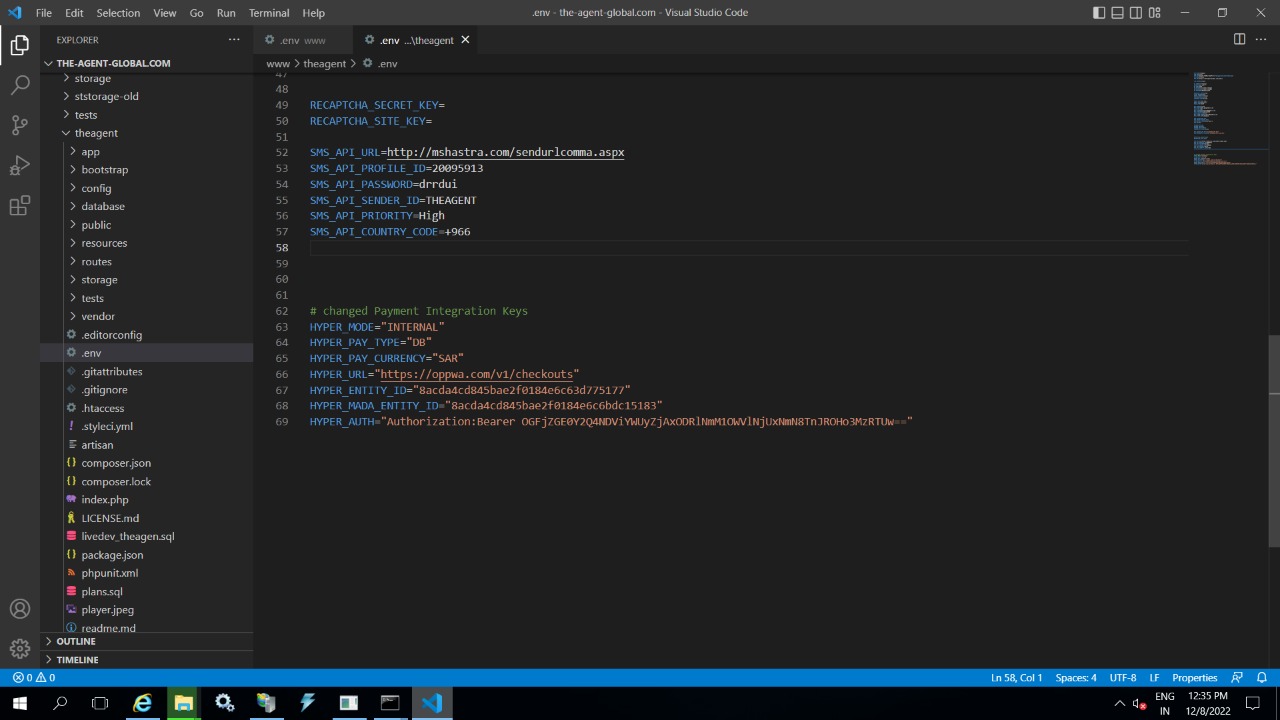 File Edit Selection View Go Run Terminal Help
.env - the-agent-global.com - Visual Studio Code
EXPLORER
THE-AGENT-GLOBAL.COM
storage
ststorage-old
tests
theagent
app
bootstrap
config
database
public
resources
routes
storage
tests
vendor
.editorconfig
.env
.gitattributes
.gitignore
.htaccess
.styleci.yml
artisan
composer.json
composer.lock
index.php
LICENSE.md
livedev_theagen.sql
package.json
phpunit.xml
plans.sql
player.jpeg
readme.md
OUTLINE
TIMELINE
.env www
.env ...\theagent
www > theagent > .env
47
48
49 RECAPTCHA_SECRET_KEY=
50 RECAPTCHA_SITE_KEY=
51
52 SMS_API_URL=http://mshastra.com/sendurlcomma.aspx
53 SMS_API_PROFILE_ID=20095913
54 SMS_API_PASSWORD=drrdui
55 SMS_API_SENDER_ID=THEAGENT
56 SMS_API_PRIORITY=High
57 SMS_API_COUNTRY_CODE=+966
58
59
60
61
62 # changed Payment Integration Keys
63 HYPER_MODE="INTERNAL"
64 HYPER_PAY_TYPE="DB"
65 HYPER_PAY_CURRENCY="SAR"
66 HYPER_URL="https://oppwa.com/v1/checkouts"
67 HYPER_ENTITY_ID="8acda4cd845bae2f0184e6c63d775177"
68 HYPER_MADA_ENTITY_ID="8acda4cd845bae2f0184e6c6bdc15183"
69 HYPER_AUTH="Authorization:Bearer OGFjZGE0Y2Q4NDViYWUyZjAxODRlNmM1OWVlNjUxNmN8TnJROHo3MzRTUw=="
0 0
Ln 58, Col 1 Spaces: 4 UTF-8 LF Properties
ENG
IN
12:35 PM
12/8/2022